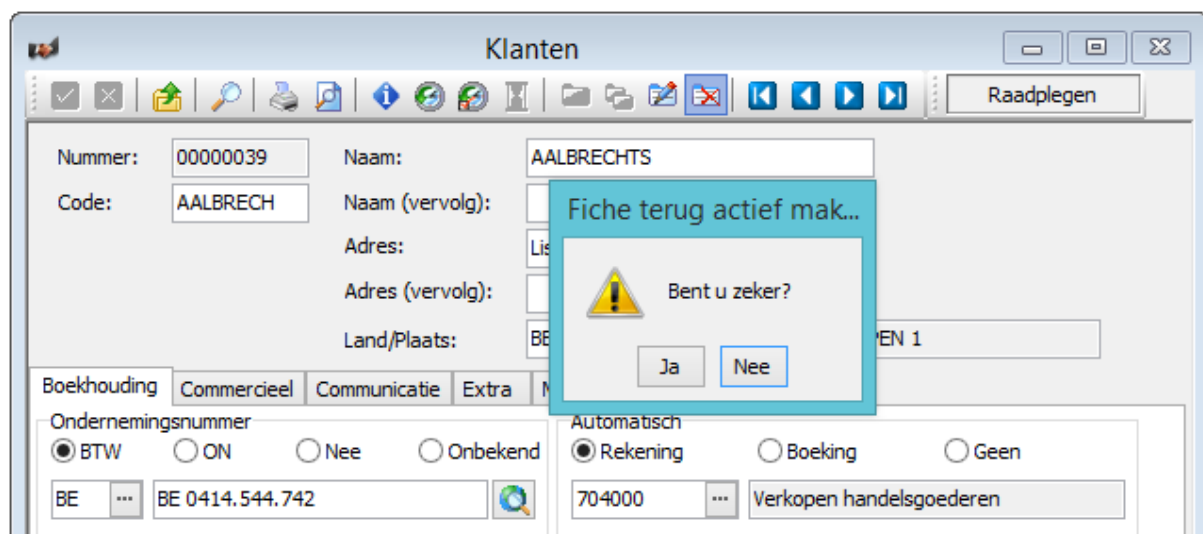 Klanten
Raadplegen
Nummer: 00000039 Naam: AALBRECHTS
Code: AALBRECH Naam (vervolg):
Fiche terug actief mak...
Adres: Lis
Adres (vervolg):
Bent u zeker?
Land/Plaats: BE PEN 1
Ja Nee
Boekhouding Commercieel Communicatie Extra
Ondernemingsnummer Automatisch
BTW ON Nee Onbekend Rekening Boeking Geen
BE ... BE 0414.544.742 704000 ... Verkopen handelsgoederen